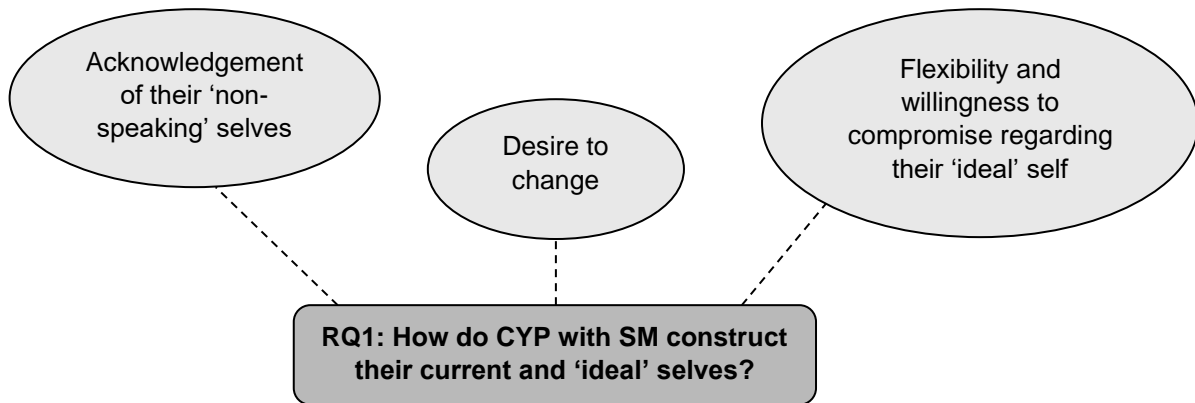 Acknowledgement
of their ‘non-
speaking’ selves
Desire to
change
Flexibility and
willingness to
compromise regarding
their ‘ideal’ self
RQ1: How do CYP with SM construct
their current and ‘ideal’ selves?